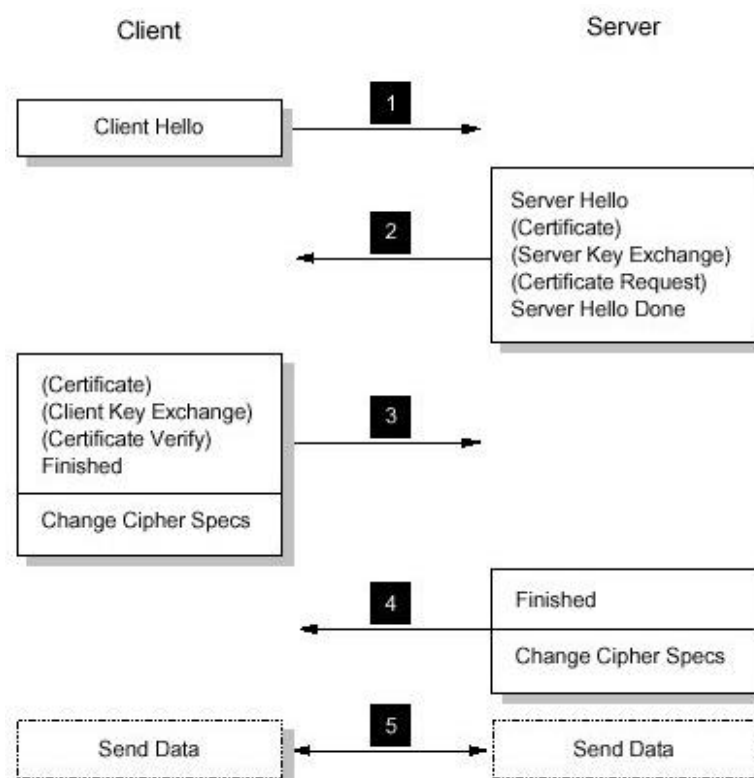 Client
Server
Client Hello
1
Server Hello
(Certificate)
(Server Key Exchange)
(Certificate Request)
Server Hello Done
2
(Certificate)
(Client Key Exchange)
(Certificate Verify)
Finished
Change Cipher Specs
3
Finished
Change Cipher Specs
4
Send Data
5
Send Data